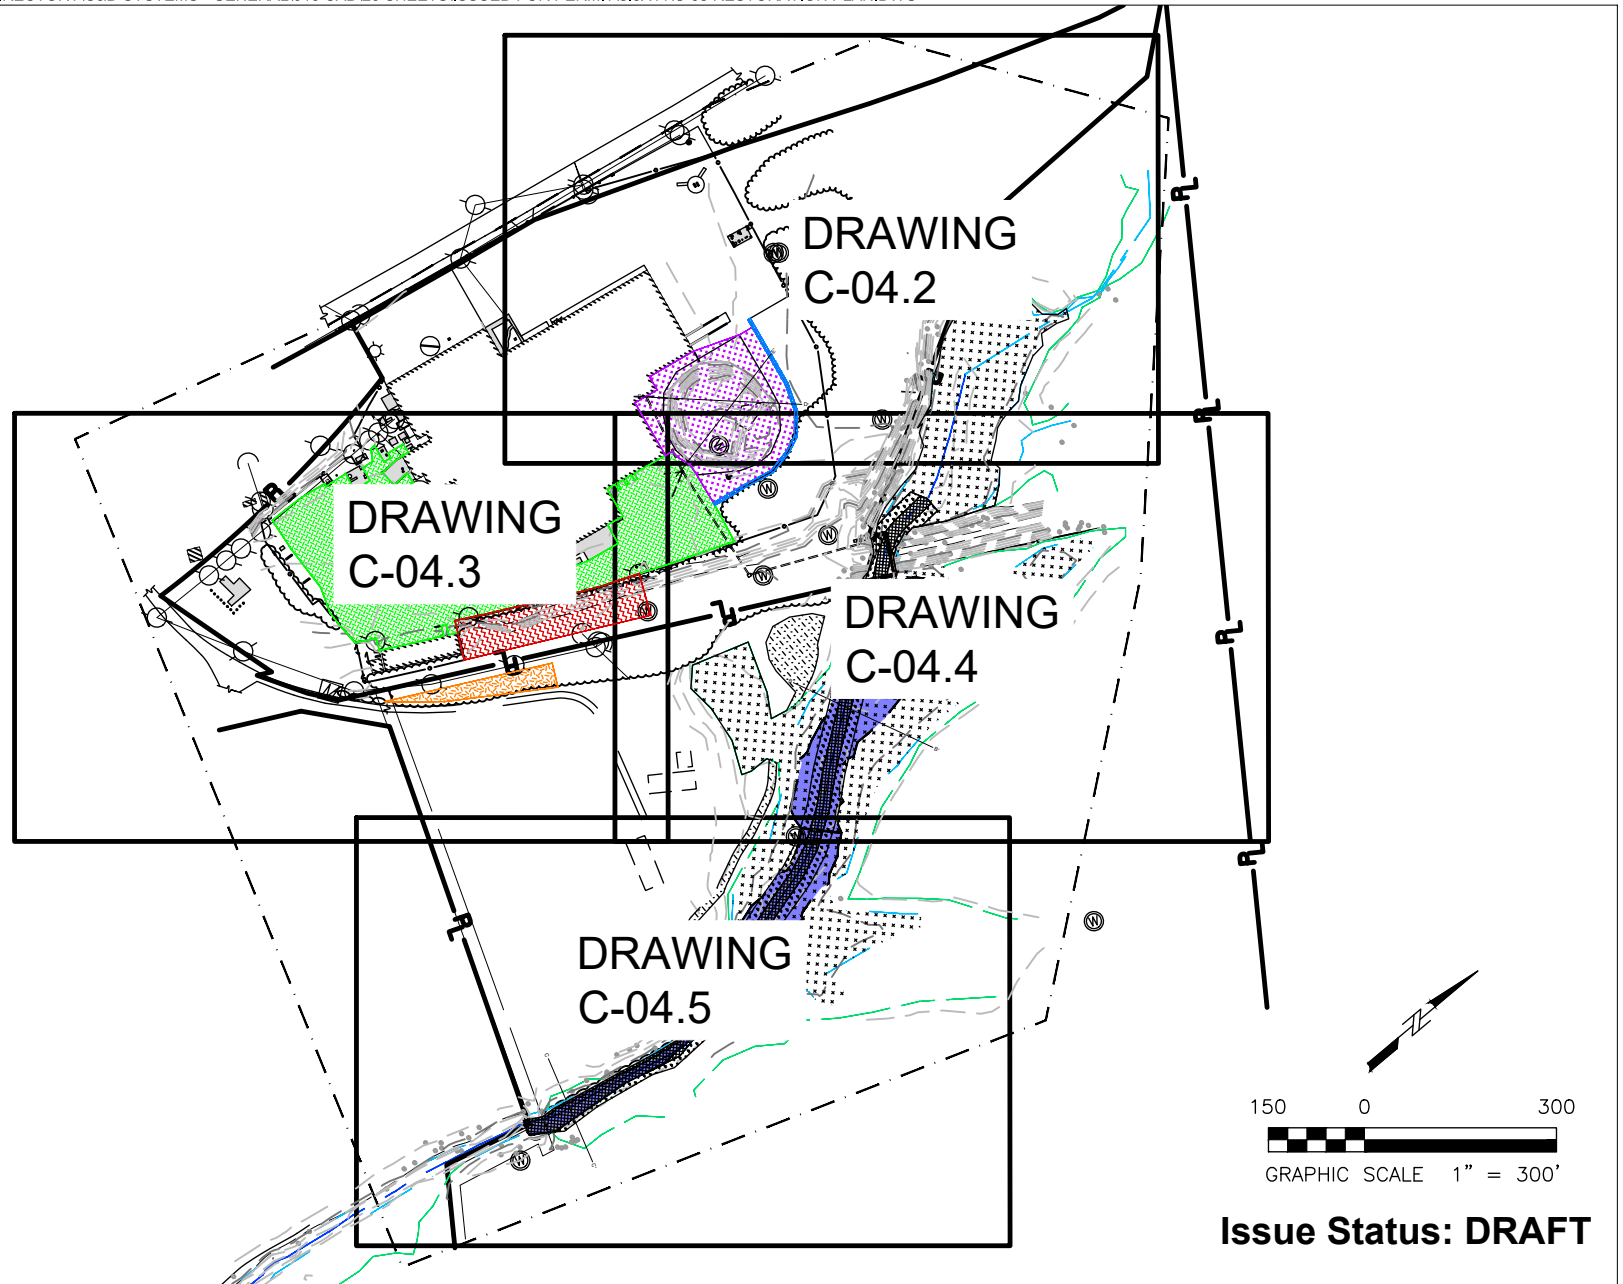 DRAWING
C-04.2
DRAWING
C-04.3
DRAWING
C-04.4
DRAWING
C-04.5
150 0 300
GRAPHIC SCALE 1" = 300'
Issue Status: DRAFT